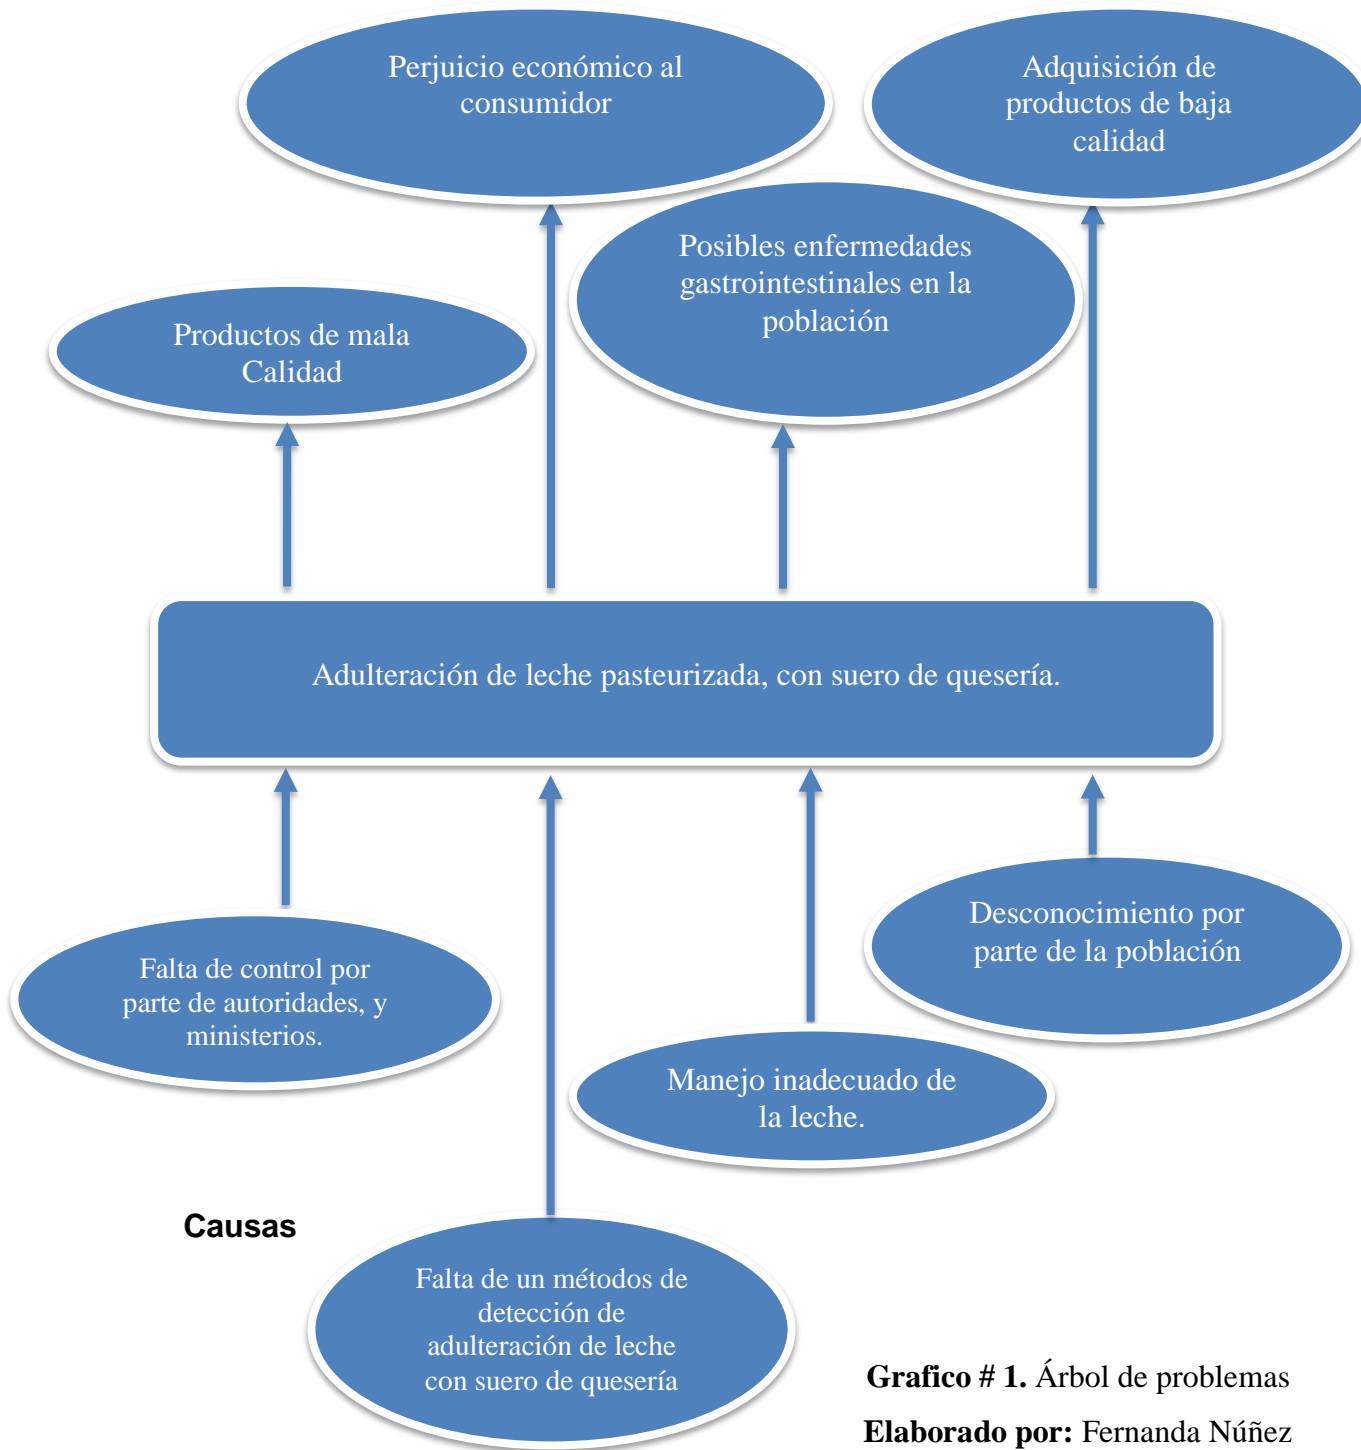 Perjuicio económico al
consumidor
Adquisición de
productos de baja
calidad
Posibles enfermedades
gastrointestinales en la
población
Productos de mala
Calidad
Adulteración de leche pasteurizada, con suero de quesería.
Desconocimiento por
parte de la población
Falta de control por
parte de autoridades, y
ministerios.
Manejo inadecuado de
la leche.
Causas
Falta de un métodos de
detección de
adulteración de leche
con suero de quesería
Grafico # 1. Árbol de problemas
Elaborado por: Fernanda Núñez